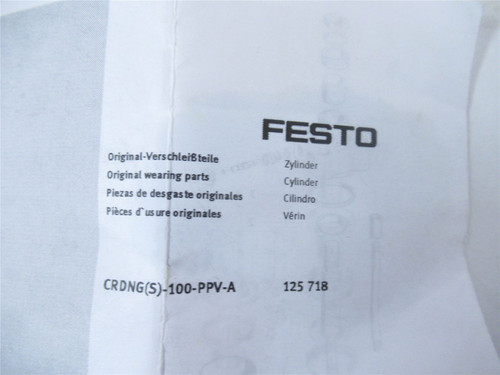 FESTO
Original-Verschleißteile Zylinder
Original wearing parts Cylinder
Piezas de desgaste originales Cilindro
Pièces d`usure originales Vérin
CRDNG(S)-100-PPV-A 125 718